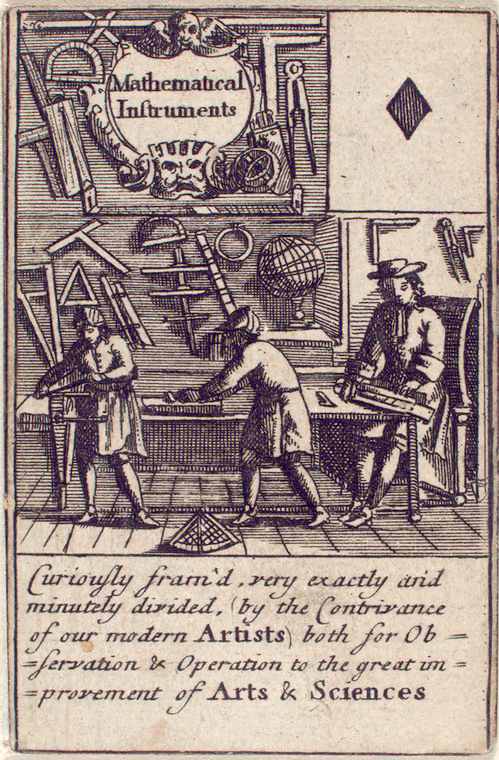 Mathematical
Inſtruments
Curiouſly fram'd, very exactly and
minutely divided, (by the Contrivance
of our modern Artists) both for Ob =
=ſervation & Operation to the great im =
=provement of Arts & Sciences